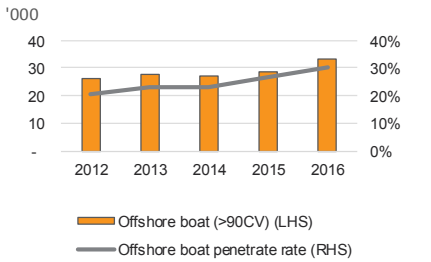 '000
40 40%
30 30%
20 20%
10 10%
- 0%
2012 2013 2014 2015 2016
Offshore boat (>90CV) (LHS)
Offshore boat penetrate rate (RHS)